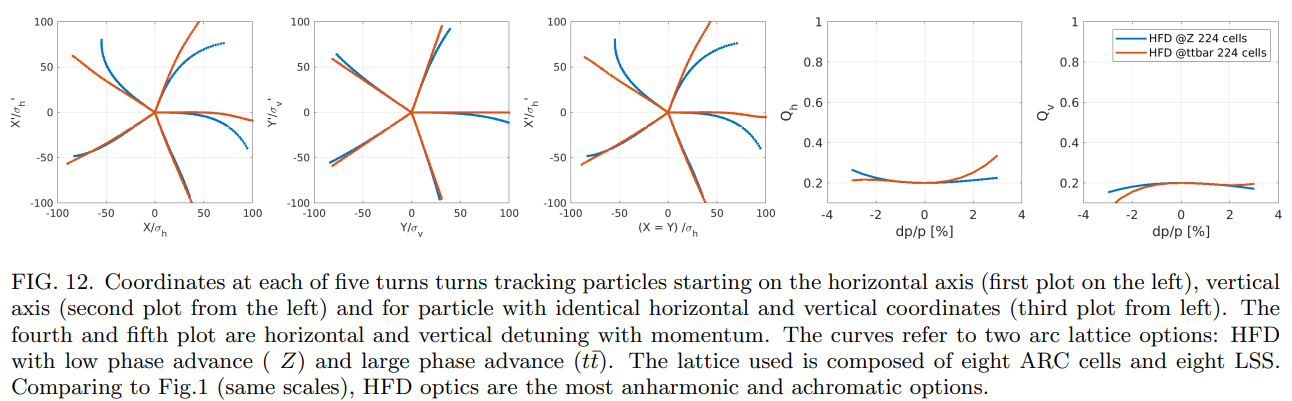 100
50
0
-50
-100
-100
-50
0
50
100
X/σh
X'/σh'
100
50
0
-50
-100
-100
-50
0
50
100
Y/σv
Y'/σv'
100
50
0
-50
-100
-100
-50
0
50
100
(X = Y) /σh
X'/σh'
1
0.8
0.6
0.4
0.2
-4
-2
0
2
4
dp/p [%]
Qh
1
0.8
0.6
0.4
0.2
-4
-2
0
2
4
dp/p [%]
Qv
HFD @Z 224 cells
HFD @ttbar 224 cells
FIG. 12. Coordinates at each of five turns turns tracking particles starting on the horizontal axis (first plot on the left), vertical
axis (second plot from the left) and for particle with identical horizontal and vertical coordinates (third plot from left). The
fourth and fifth plot are horizontal and vertical detuning with momentum. The curves refer to two arc lattice options: HFD
with low phase advance ( Z) and large phase advance (tt̄). The lattice used is composed of eight ARC cells and eight LSS.
Comparing to Fig.1 (same scales), HFD optics are the most anharmonic and achromatic options.